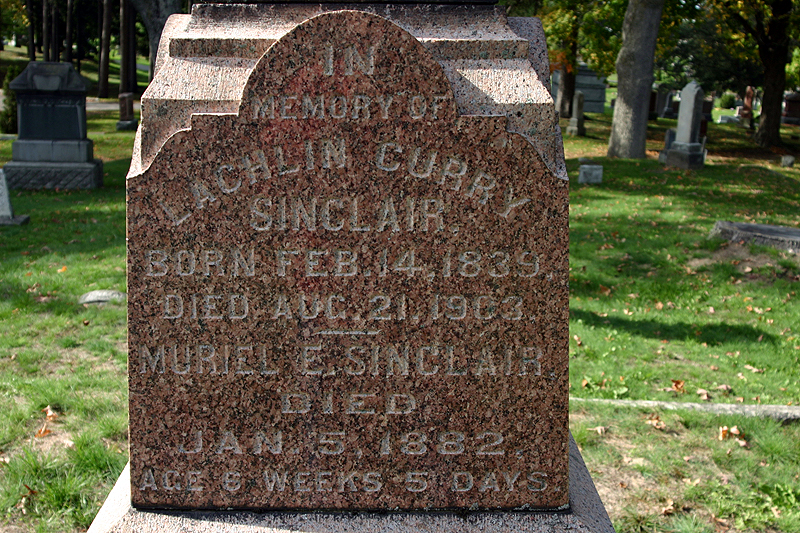 IN
MEMORY OF
LACHLIN CURRY
SINCLAIR.
BORN FEB. 14, 1839.
DIED AUG. 21, 1903
MURIEL E. SINCLAIR.
DIED
JAN. 5, 1882.
AGE 6 WEEKS 5 DAYS.